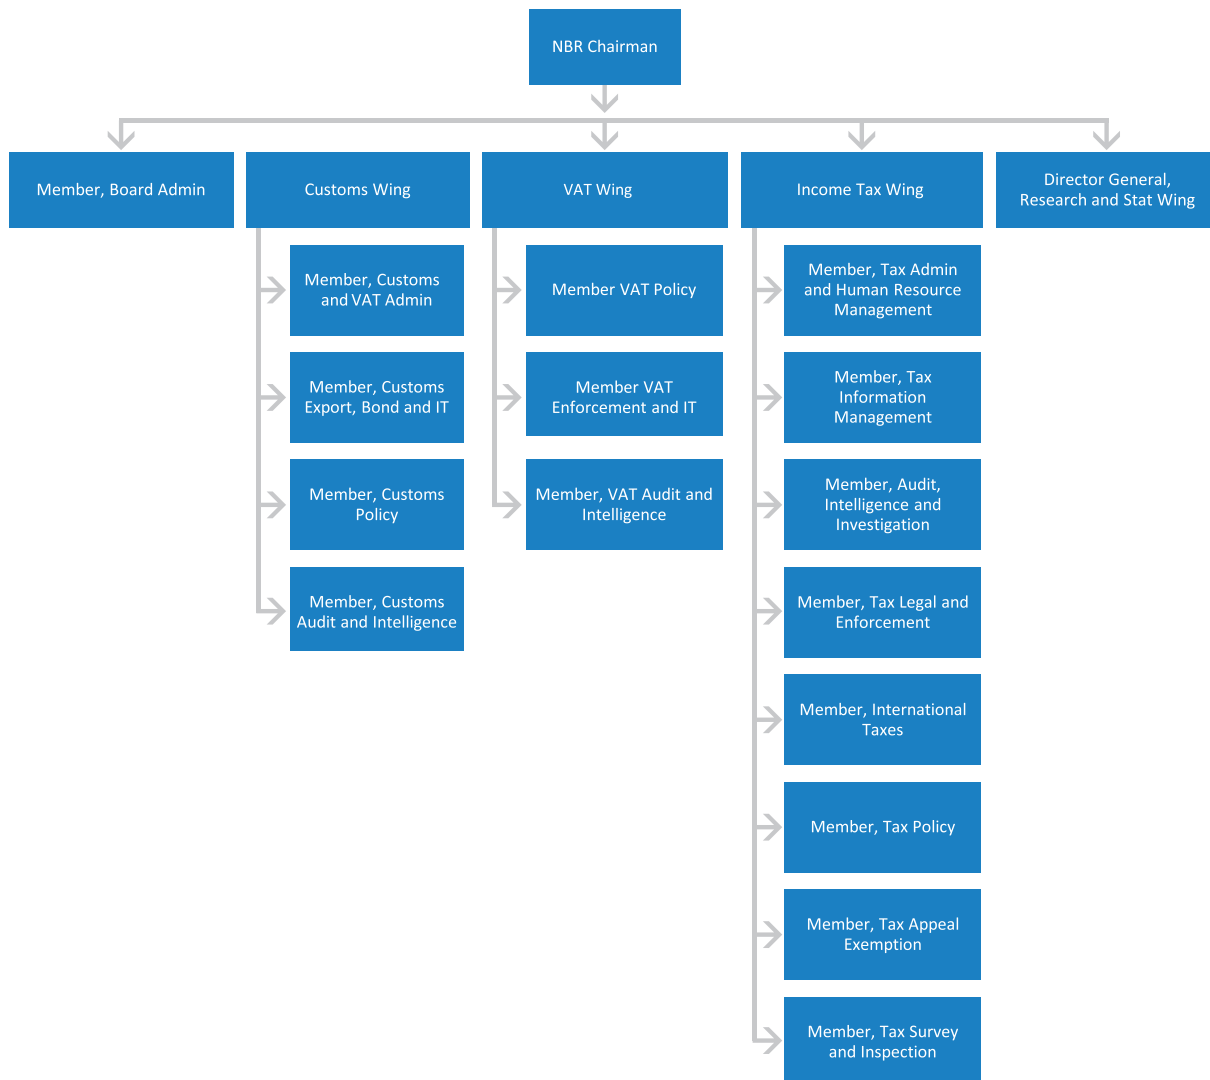 NBR Chairman
Member, Board Admin
Customs Wing
VAT Wing
Income Tax Wing
Director General,
Research and Stat Wing
Member, Customs
and VAT Admin
Member, Customs
Export, Bond and IT
Member, Customs
Policy
Member, Customs
Audit and Intelligence
Member VAT Policy
Member VAT
Enforcement and IT
Member, VAT Audit and
Intelligence
Member, Tax Admin
and Human Resource
Management
Member, Tax
Information
Management
Member, Audit,
Intelligence and
Investigation
Member, Tax Legal and
Enforcement
Member, International
Taxes
Member, Tax Policy
Member, Tax Appeal
Exemption
Member, Tax Survey
and Inspection